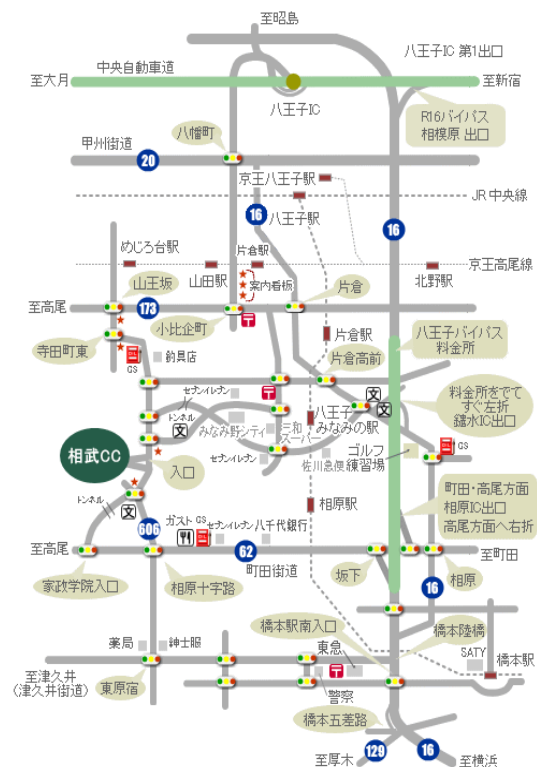 至昭島
八王子IC 第1出口
中央自動車道
至六月
至新宿
八王子IC
R16バイパス
相模原 出口
八幡町
甲州街道
20
京王八王子駅
JR中央線
16
八王子駅
16
めじろ台駅
片倉駅
山田駅
北野駅
京王高尾線
山王坂
案内看板
片倉
至高尾
173
小比企町
八王子バイパス
料金所
寺田町東
釣具店
GS
片倉駅
片倉高前
セブンイレブン
料金所をでて
すぐ左折
鑓水IC出口
トンネル
文
文
文
みなみ野シティ
八王子
みなみの駅
三和
スーパー
ゴルフ
練習場
GS
相武CC
入口
セブンイレブン
佐川急便
町田・高尾方面
相原IC出口
高尾方面へ右折
トンネル
文
相原駅
606
ガスト
GS
セブンイレブン
八千代銀行
至高尾
62
町田街道
至町田
家政学院入口
相原十字路
坂下
16
相原
橋本駅南入口
橋本陸橋
薬局
紳士服
東急
SATY
橋本駅
至津久井
(津久井街道)
東原宿
警察
橋本五差路
129
16
至厚木
至横浜